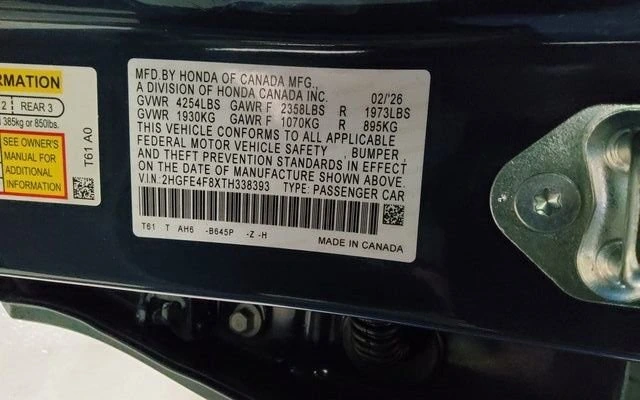 RMATION
2 | REAR 3
385kg or 850lbs.
SEE OWNER'S
MANUAL FOR
ADDITIONAL
INFORMATION
T61 A0
MFD.BY HONDA OF CANADA MFG.,
A DIVISION OF HONDA CANADA INC. 02/'26
GVWR 4254LBS GAWR F 2358LBS R 1973LBS
GVWR 1930KG GAWR F 1070KG R 895KG
THIS VEHICLE CONFORMS TO ALL APPLICABLE
FEDERAL MOTOR VEHICLE SAFETY , BUMPER ,
AND THEFT PREVENTION STANDARDS IN EFFECT
ON THE DATE OF MANUFACTURE SHOWN ABOVE.
V.I.N:2HGFE4F8XTH338393 TYPE: PASSENGER CAR
T61 T AH6 -B645P -Z -H
MADE IN CANADA